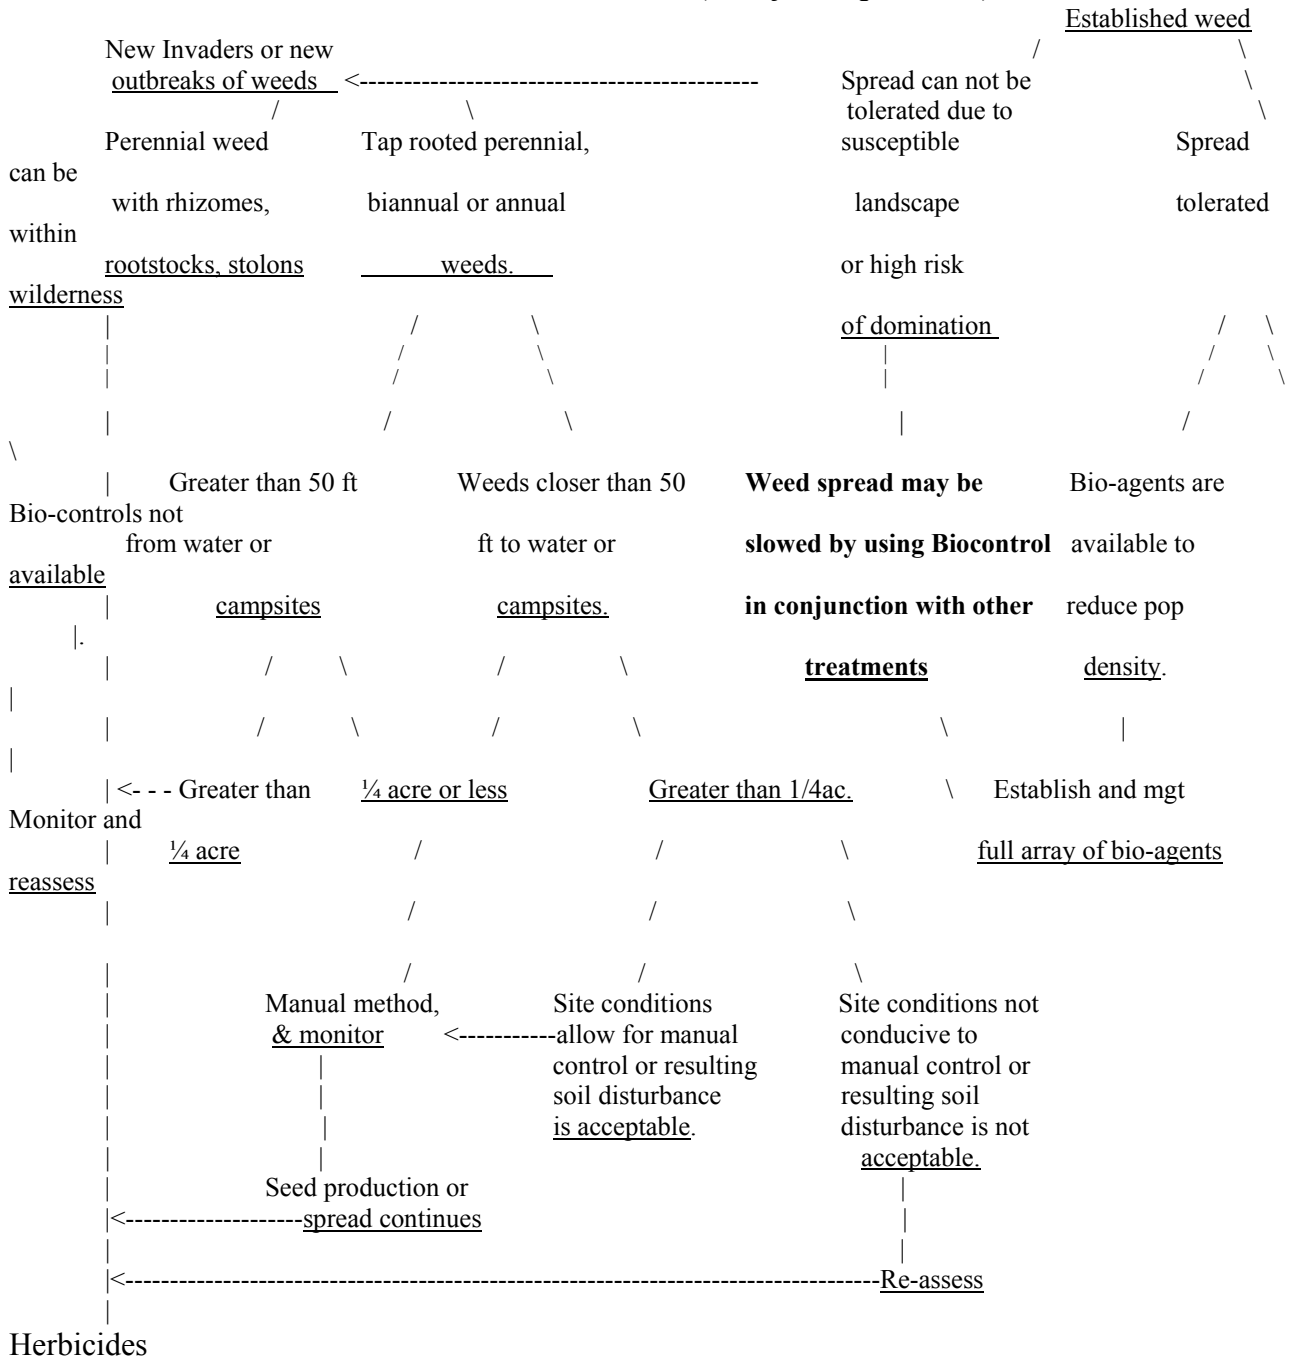 Established weed
/ \
New Invaders or new
outbreaks of weeds <--------------------------------------------- Spread can not be \
/ \ tolerated due to \
Perennial weed Tap rooted perennial, susceptible Spread
can be
with rhizomes, biannual or annual landscape tolerated
within
rootstocks, stolons weeds. or high risk
wilderness
| / \ of domination / \
| / \ | / \
| / \ | / \
| / \ | /
\
| Greater than 50 ft Weeds closer than 50 Weed spread may be Bio-agents are
Bio-controls not
from water or ft to water or slowed by using Biocontrol available to
available
| campsites campsites. in conjunction with other reduce pop
|.
| / \ / \ treatments density.
|
| / \ / \ \ |
|
| <- - - Greater than ¼ acre or less Greater than 1/4ac. \ Establish and mgt
Monitor and
| ¼ acre / / \ full array of bio-agents
reassess
| / / \
| / / \
| Manual method, Site conditions Site conditions not
| & monitor <-----------allow for manual conducive to
| | control or resulting manual control or
| | soil disturbance resulting soil
| | is acceptable. disturbance is not
| | acceptable.
| Seed production or |
|<--------------------spread continues |
| |
|<-------------------------------------------------------------------------------------Re-assess
|
Herbicides